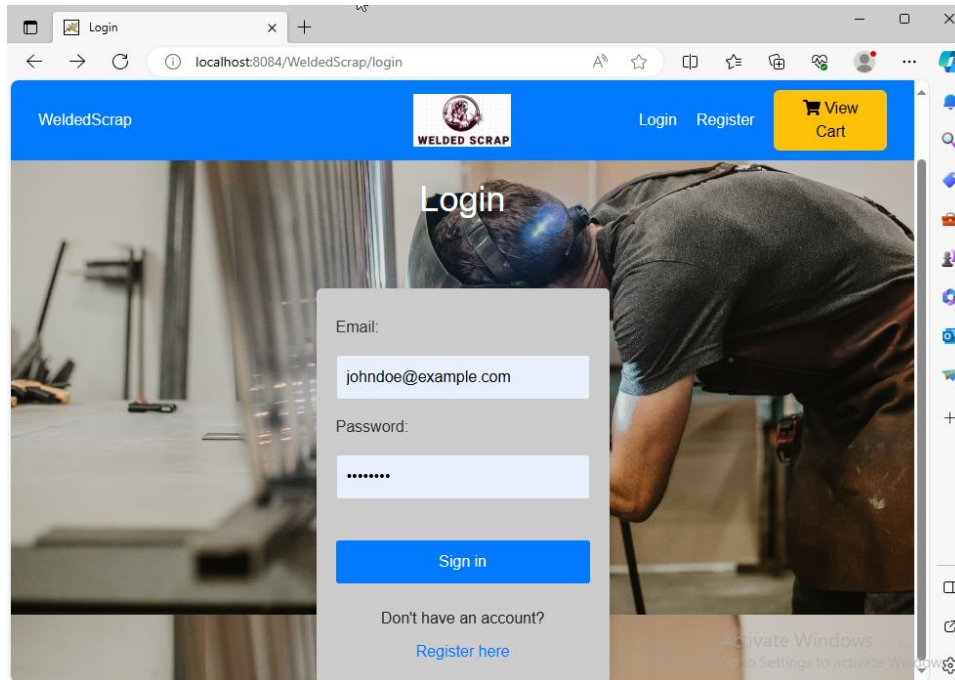 Login
localhost:8084/WeldedScrap/login
WeldedScrap
WELDED SCRAP
Login Register
View
Cart
Login
Email:
johndoe@example.com
Password:
••••••••
Sign in
Don't have an account?
Register here
Activate Windows
Go to Settings to activate Windows